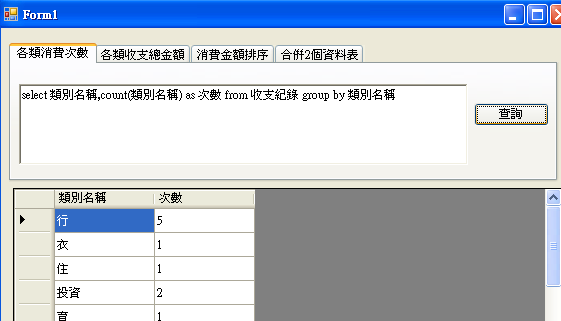 Form1
各類消費次數 各類收支總金額 消費金額排序 合併2個資料表
select 類別名稱,count(類別名稱) as 次數 from 收支紀錄 group by 類別名稱
查詢
類別名稱 次數
行 5
衣 1
住 1
投資 2
育 1